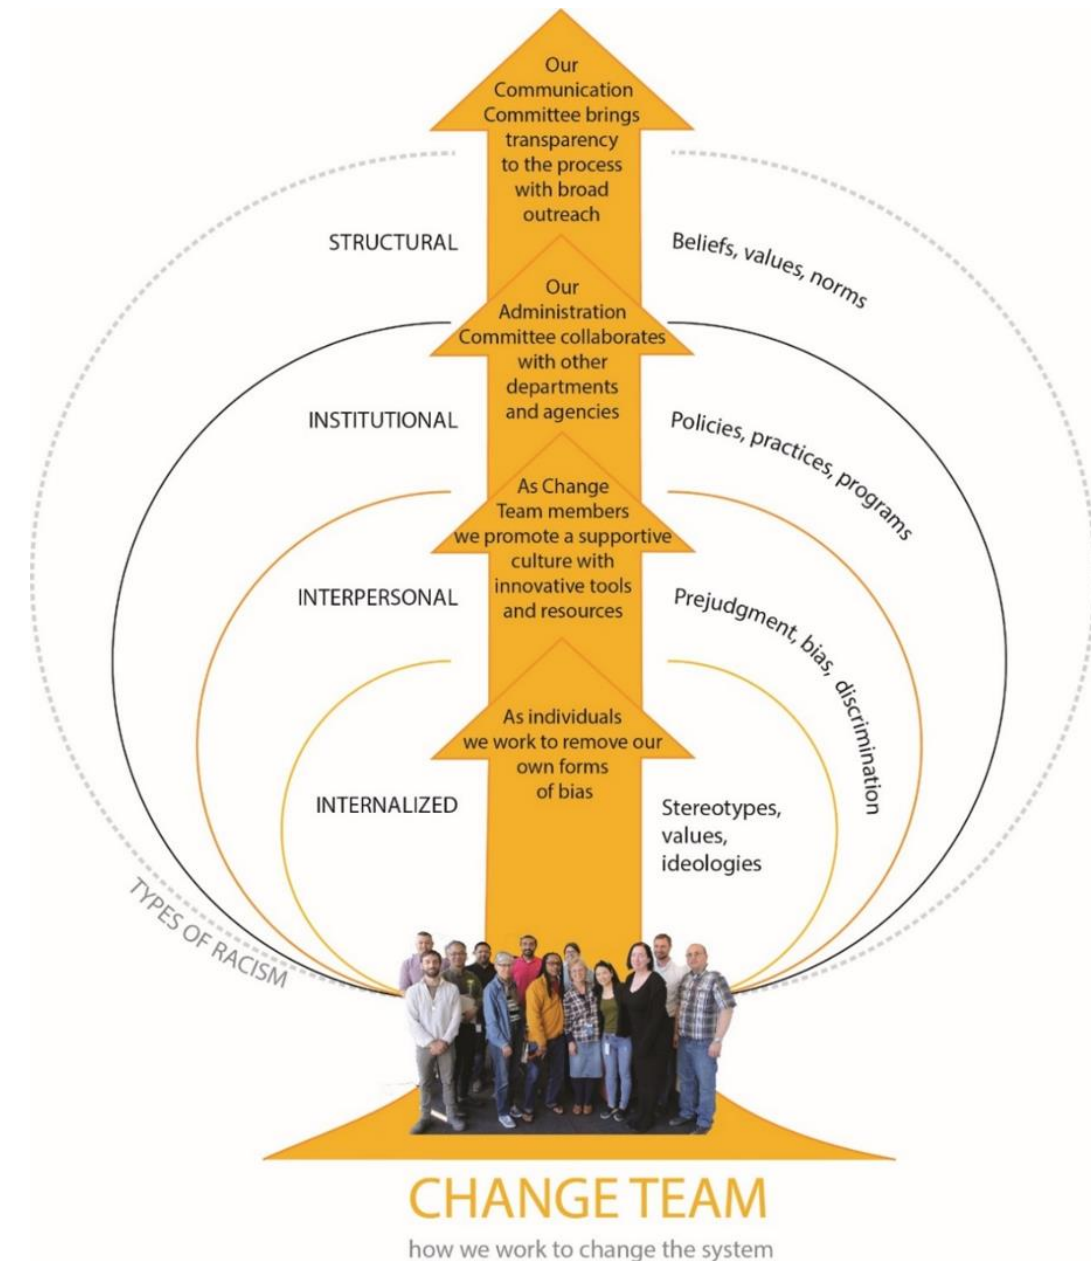 Our
Communication
Committee brings
transparency
to the process
with broad
outreach
STRUCTURAL
Beliefs, values, norms
Our
Administration
Committee collaborates
with other
departments
and agencies
INSTITUTIONAL
Policies, practices, programs
As Change
Team members
we promote a supportive
culture with
innovative tools
and resources
INTERPERSONAL
Prejudgment, bias, discrimination
As individuals
we work to remove our
own forms
of bias
INTERNALIZED
Stereotypes,
values,
ideologies
TYPES OF RACISM
CHANGE TEAM
how we work to change the system